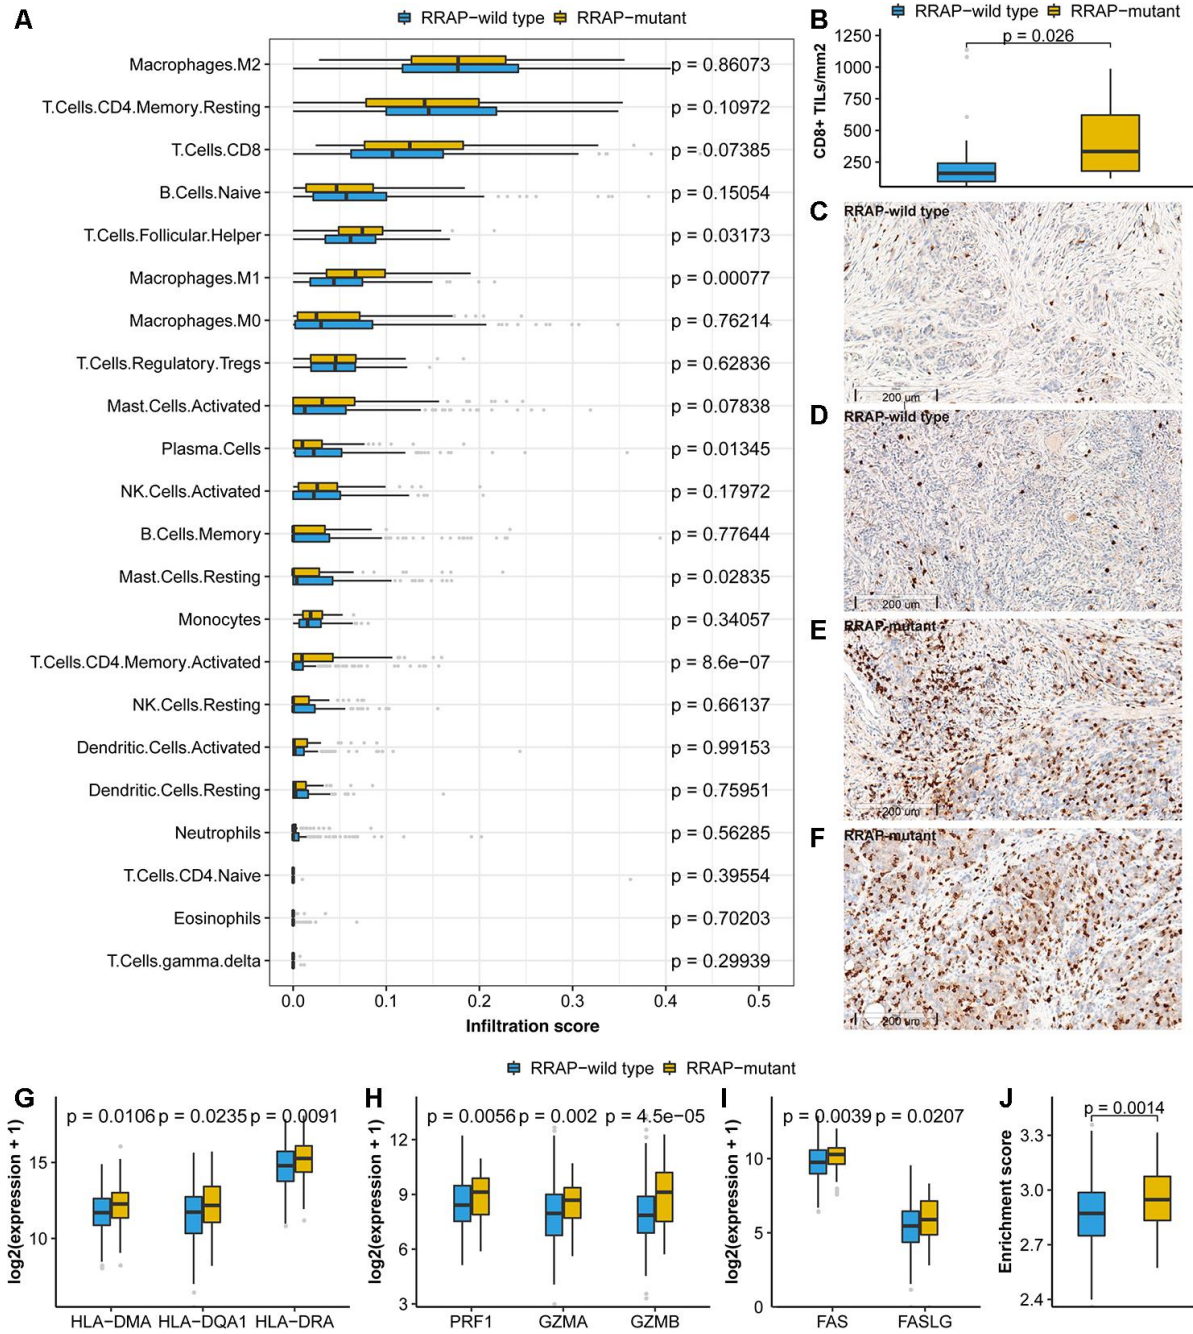 A
RRAP-wild type RRAP-mutant
Macrophages.M2 p = 0.86073
T.Cells.CD4.Memory.Resting p = 0.10972
T.Cells.CD8 p = 0.07385
B.Cells.Naive p = 0.15054
T.Cells.Follicular.Helper p = 0.03173
Macrophages.M1 p = 0.00077
Macrophages.M0 p = 0.76214
T.Cells.Regulatory.Tregs p = 0.62836
Mast.Cells.Activated p = 0.07838
Plasma.Cells p = 0.01345
NK.Cells.Activated p = 0.17972
B.Cells.Memory p = 0.77644
Mast.Cells.Resting p = 0.02835
Monocytes p = 0.34057
T.Cells.CD4.Memory.Activated p = 8.6e-07
NK.Cells.Resting p = 0.66137
Dendritic.Cells.Activated p = 0.99153
Dendritic.Cells.Resting p = 0.75951
Neutrophils p = 0.56285
T.Cells.CD4.Naive p = 0.39554
Eosinophils p = 0.70203
T.Cells.gamma.delta p = 0.29939
0.0 0.1 0.2 0.3 0.4 0.5
Infiltration score
B
RRAP-wild type RRAP-mutant
p = 0.026
CD8+ TILs/mm2
1250
1000
750
500
250
C
RRAP-wild type
200 um
D
RRAP-wild type
200 um
E
RRAP-mutant
200 um
F
RRAP-mutant
200 um
RRAP-wild type RRAP-mutant
G
p = 0.0106 p = 0.0235 p = 0.0091
log2(expression + 1)
15
10
HLA-DMA HLA-DQA1 HLA-DRA
H
p = 0.0056 p = 0.002 p = 4.5e-05
log2(expression + 1)
12
9
6
3
PRF1 GZMA GZMB
I
p = 0.0039 p = 0.0207
log2(expression + 1)
10
5
0
FAS FASLG
J
p = 0.0014
Enrichment score
3.3
3.0
2.7
2.4